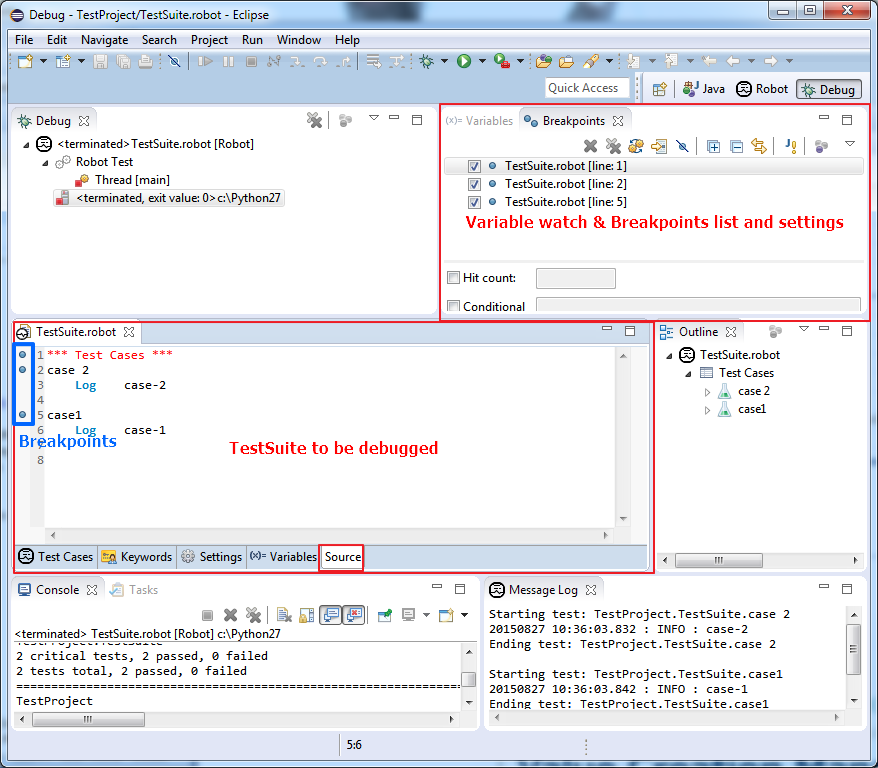 Debug - TestProject/TestSuite.robot - Eclipse
File Edit Navigate Search Project Run Window Help
Quick Access Java Robot Debug
Debug
<terminated> TestSuite.robot [Robot]
Robot Test
Thread [main]
<terminated, exit value: 0> c:\Python27
(x)= Variables Breakpoints
TestSuite.robot [line: 1]
TestSuite.robot [line: 2]
TestSuite.robot [line: 5]
Variable watch & Breakpoints list and settings
Hit count:
Conditional
TestSuite.robot
1 *** Test Cases ***
2 case 2
3 Log case-2
4
5 case1
6 Log case-1
Breakpoints
TestSuite to be debugged
8
Test Cases Keywords Settings (x)= Variables Source
Outline
TestSuite.robot
Test Cases
case 2
case1
Console Tasks
<terminated> TestSuite.robot [Robot] c:\Python27
TestProject.TestSuite
2 critical tests, 2 passed, 0 failed
2 tests total, 2 passed, 0 failed
==========================================================
TestProject
Message Log
Starting test: TestProject.TestSuite.case 2
20150827 10:36:03.832 : INFO : case-2
Ending test: TestProject.TestSuite.case 2
Starting test: TestProject.TestSuite.case1
20150827 10:36:03.842 : INFO : case-1
Ending test: TestProject.TestSuite.case1
5:6